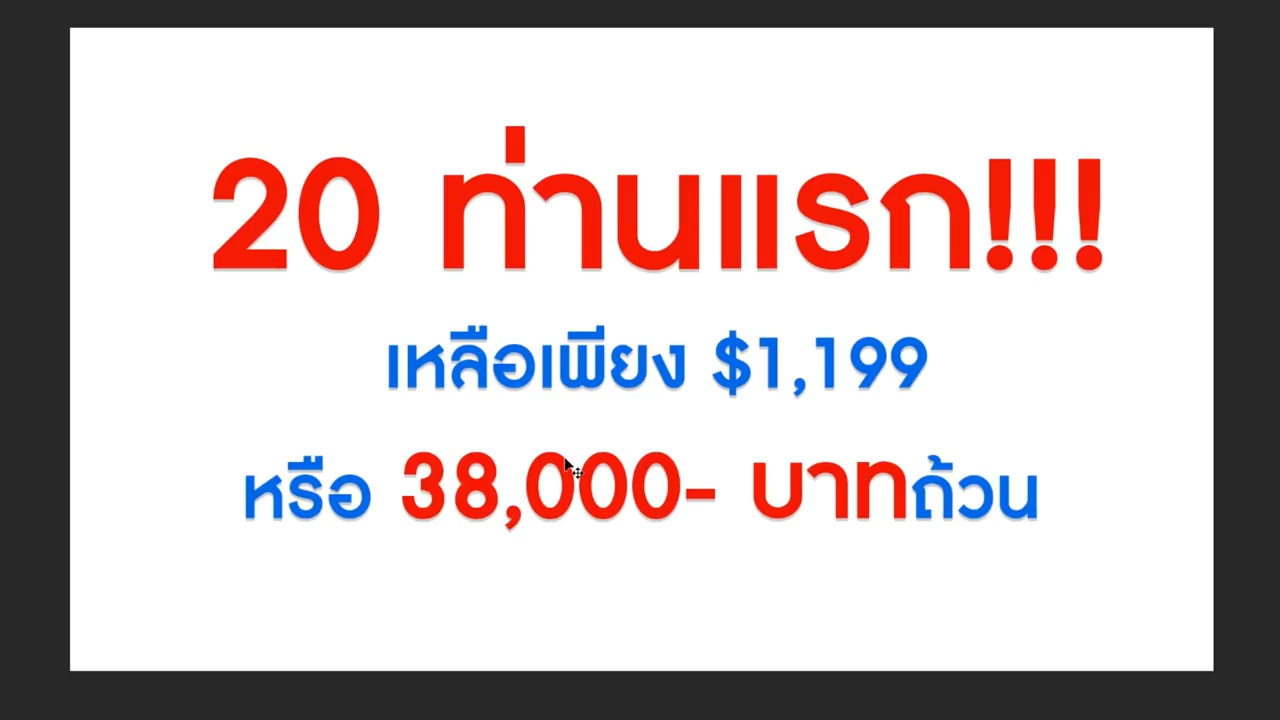 20 ท่านแรก!!!
เหลือเพียง $1,199
หรือ 38,000- บาทถ้วน